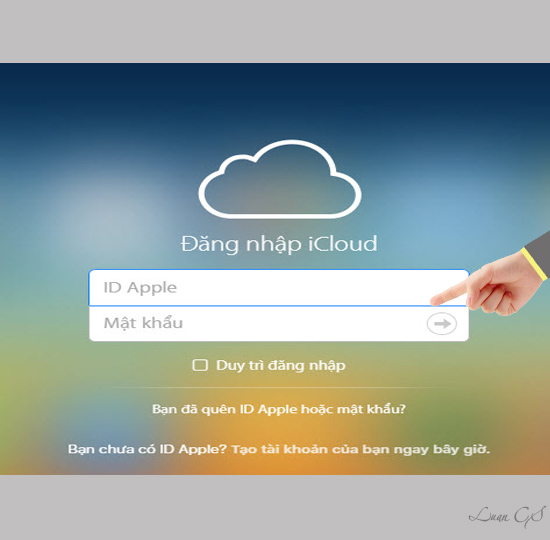 Đăng nhập iCloud
ID Apple
Mật khẩu
Duy trì đăng nhập
Bạn đã quên ID Apple hoặc mật khẩu?
Bạn chưa có ID Apple? Tạo tài khoản của bạn ngay bây giờ.
Luan GS